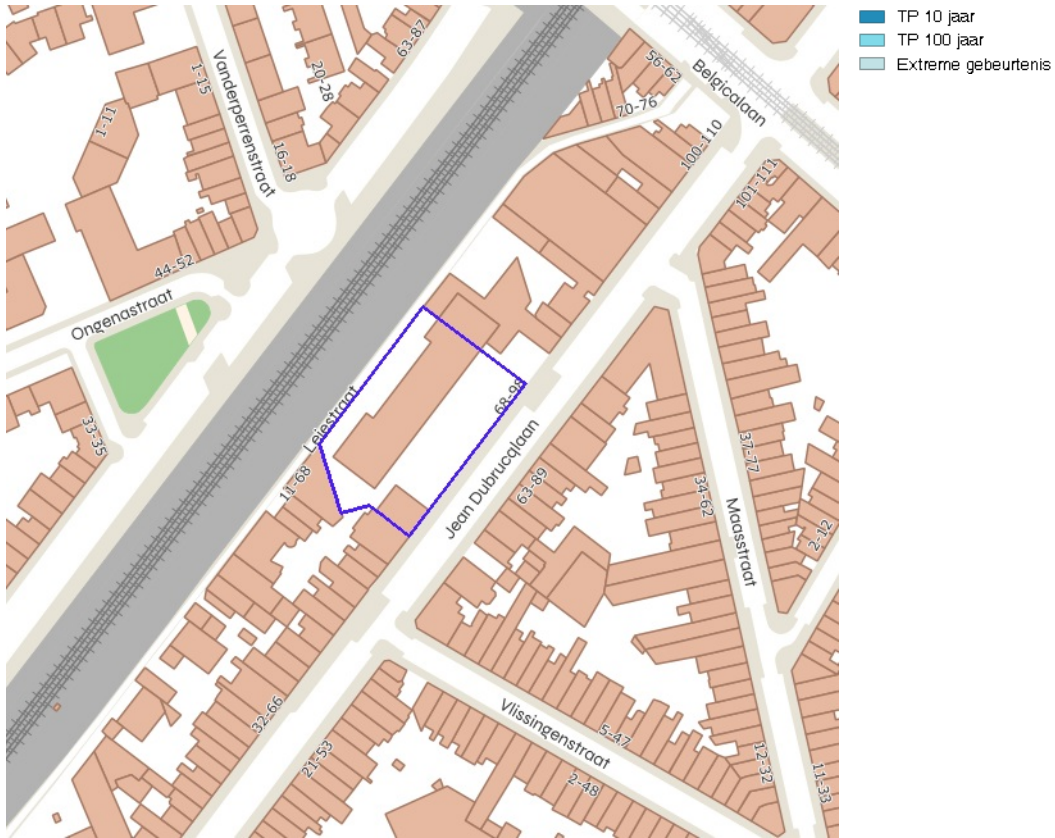 TP 10 jaar
TP 100 jaar
Extreme gebeurtenis
63-87
56-62
Belgicalaan
20-28
1-15
Vanderperrenstraat
70-76
1-11
100-110
16-18
101-111
44-52
Ongenastraat
68-98
Leiestraat
33-35
Jean Dubrucqlaan
37-77
11-68
63-89
34-62
Maasstraat
2-12
32-66
Vlissingenstraat
5-47
21-53
12-32
11-33
2-48